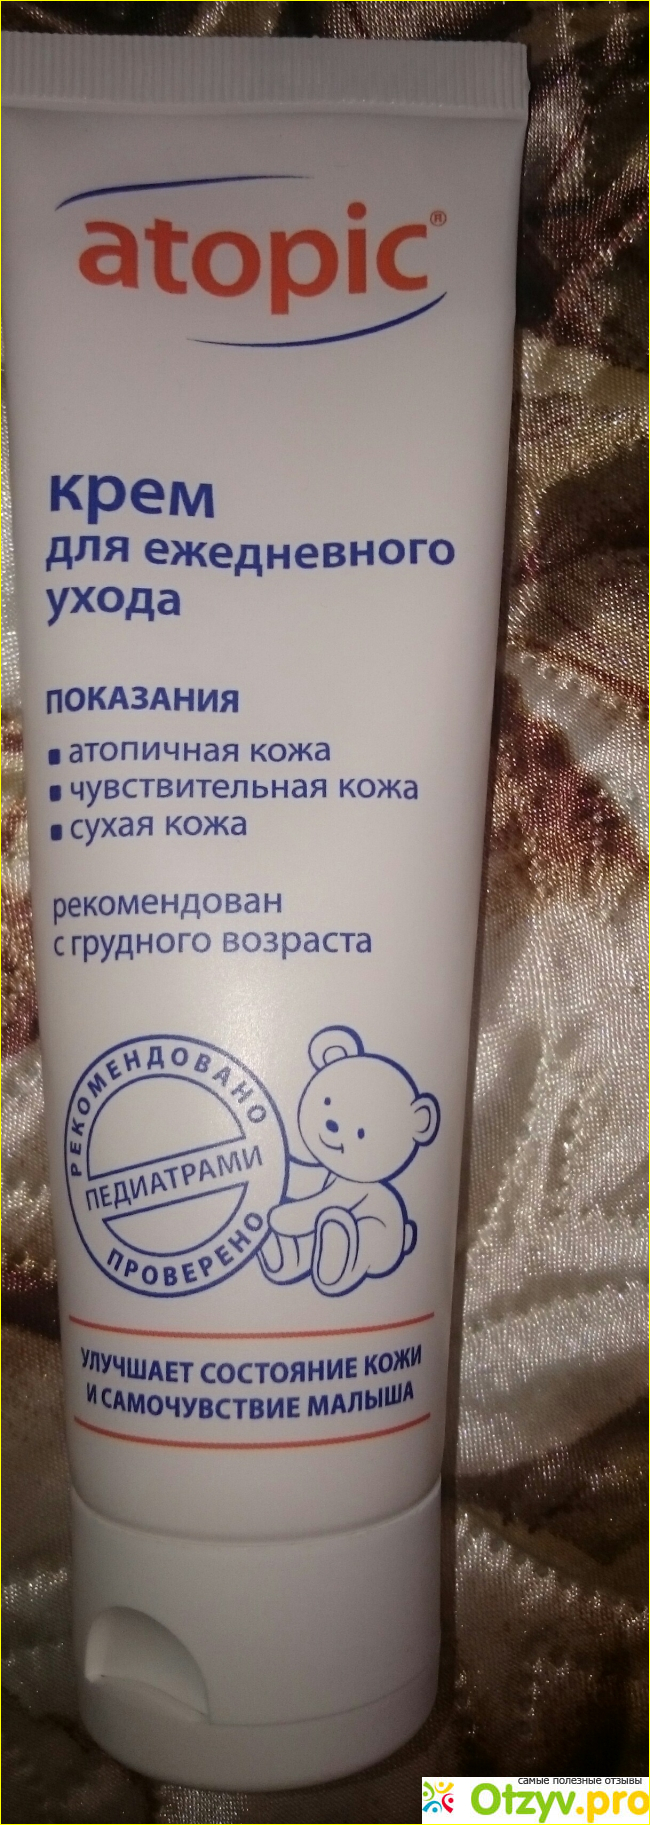 atopic®
крем
для ежедневного
ухода
ПОКАЗАНИЯ
▪ атопичная кожа
▪ чувствительная кожа
▪ сухая кожа
рекомендован
с грудного возраста
РЕКОМЕНДОВАНО
ПЕДИАТРАМИ
ПРОВЕРЕНО
УЛУЧШАЕТ СОСТОЯНИЕ КОЖИ
И САМОЧУВСТВИЕ МАЛЫША
самые полезные отзывы
Otzyv.pro